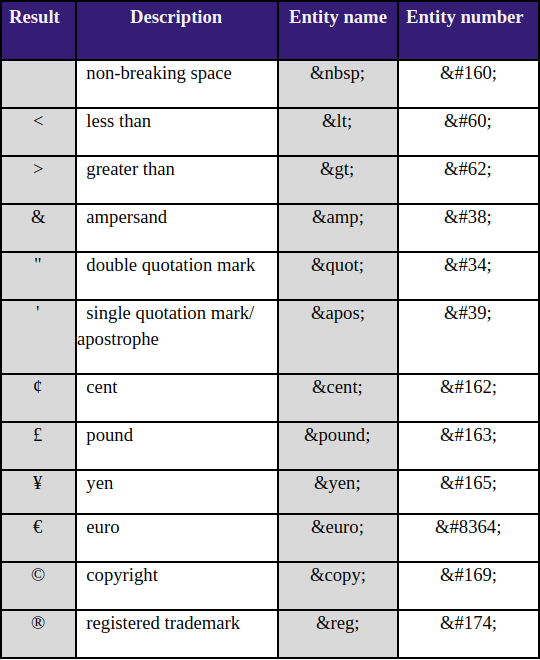 Result Description Entity name Entity number
non-breaking space &nbsp; &#160;
< less than &lt; &#60;
> greater than &gt; &#62;
& ampersand &amp; &#38;
" double quotation mark &quot; &#34;
' single quotation mark/ &apos; &#39;
apostrophe
¢ cent &cent; &#162;
£ pound &pound; &#163;
¥ yen &yen; &#165;
€ euro &euro; &#8364;
© copyright &copy; &#169;
® registered trademark &reg; &#174;